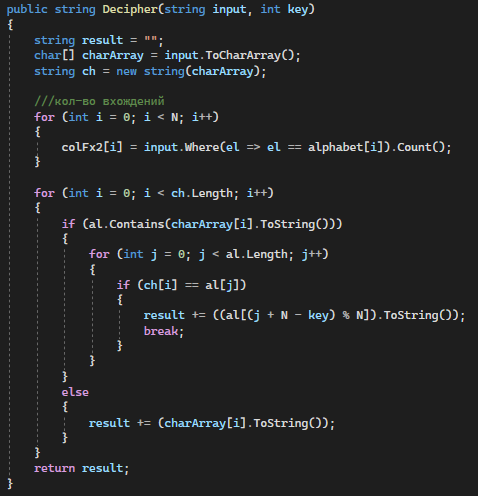 public string Decipher(string input, int key)
{
    string result = "";
    char[] charArray = input.ToCharArray();
    string ch = new string(charArray);

    ///кол-во вхождений
    for (int i = 0; i < N; i++)
    {
        colFx2[i] = input.Where(el => el == alphabet[i]).Count();
    }

    for (int i = 0; i < ch.Length; i++)
    {
        if (al.Contains(charArray[i].ToString()))
        {
            for (int j = 0; j < al.Length; j++)
            {
                if (ch[i] == al[j])
                {
                    result += ((al[(j + N - key) % N]).ToString());
                    break;
                }
            }
        }
        else
        {
            result += (charArray[i].ToString());
        }
    }
    return result;
}